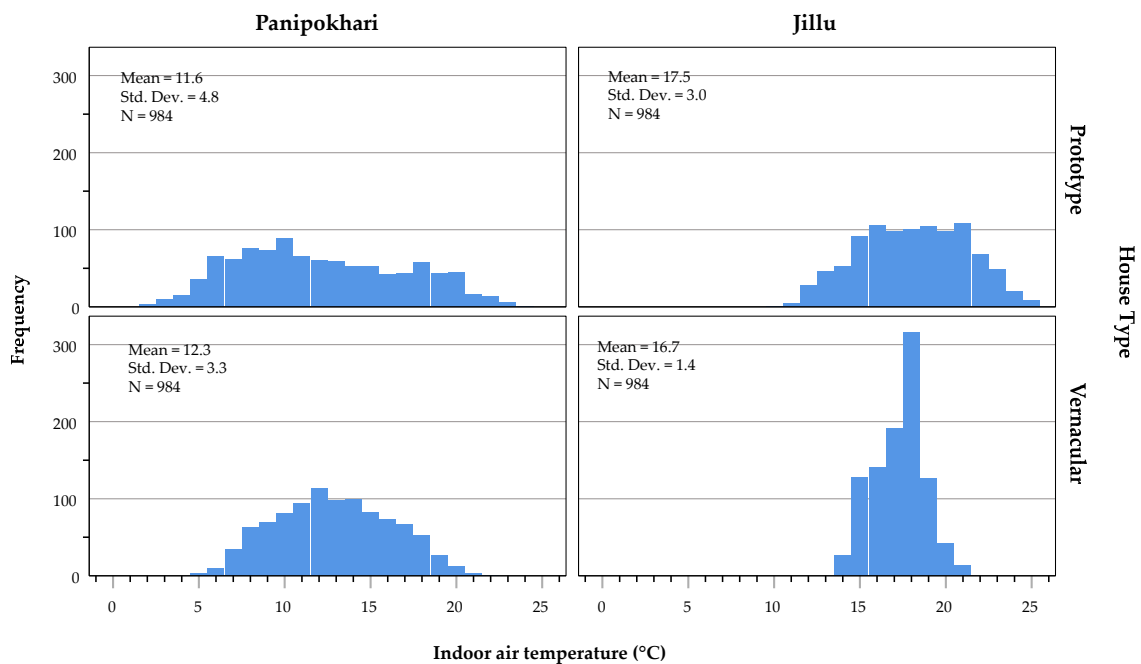 Panipokhari
Jillu
Mean = 11.6
Std. Dev. = 4.8
N = 984
Mean = 17.5
Std. Dev. = 3.0
N = 984
Mean = 12.3
Std. Dev. = 3.3
N = 984
Mean = 16.7
Std. Dev. = 1.4
N = 984
300
200
100
0
300
200
100
0
Frequency
Prototype
Vernacular
House Type
0 5 10 15 20 25 0 5 10 15 20 25
Indoor air temperature (°C)